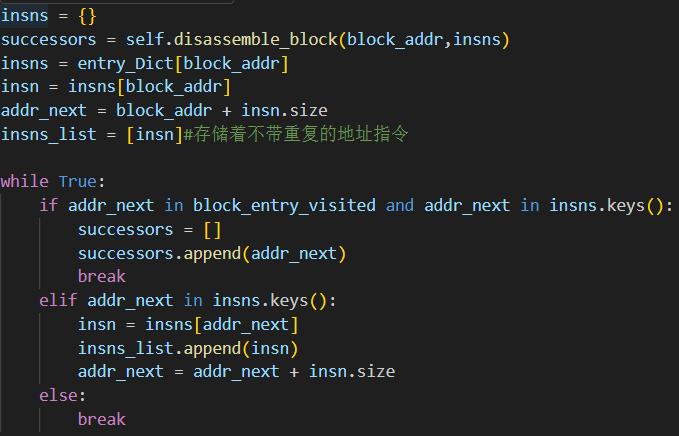 insns = {}
successors = self.disassemble_block(block_addr,insns)
insns = entry_Dict[block_addr]
insn = insns[block_addr]
addr_next = block_addr + insn.size
insns_list = [insn]#存储着不带重复的地址指令
while True:
if addr_next in block_entry_visited and addr_next in insns.keys():
successors = []
successors.append(addr_next)
break
elif addr_next in insns.keys():
insn = insns[addr_next]
insns_list.append(insn)
addr_next = addr_next + insn.size
else:
break